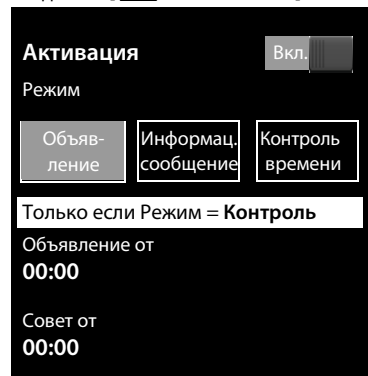 Активация
Вкл.
Режим
Объяв-
ление
Информац.
сообщение
Контроль
времени
Только если Режим = Контроль
Объявление от
00:00
Совет от
00:00